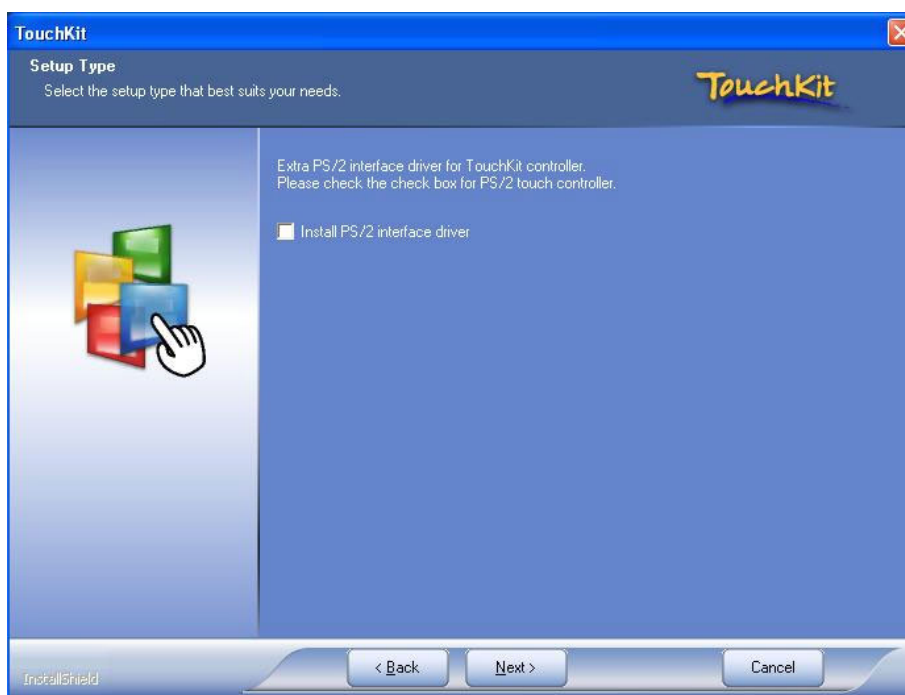 TouchKit
Setup Type
Select the setup type that best suits your needs.
TouchKit
Extra PS/2 interface driver for TouchKit controller.
Please check the check box for PS/2 touch controller.
Install PS/2 interface driver
InstallShield
< Back
Next >
Cancel